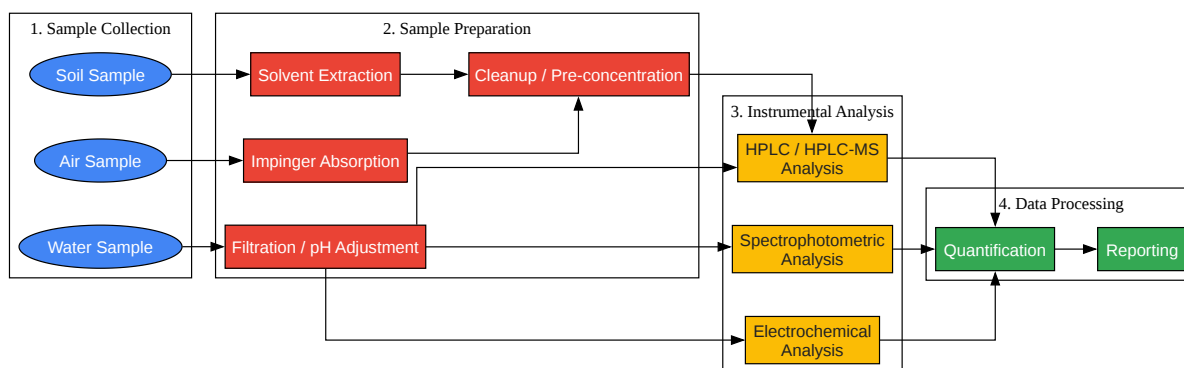 1. Sample Collection
Soil Sample
Air Sample
Water Sample
2. Sample Preparation
Solvent Extraction
Cleanup / Pre-concentration
Impinger Absorption
Filtration / pH Adjustment
3. Instrumental Analysis
HPLC / HPLC-MS
Analysis
Spectrophotometric
Analysis
Electrochemical
Analysis
4. Data Processing
Quantification
Reporting